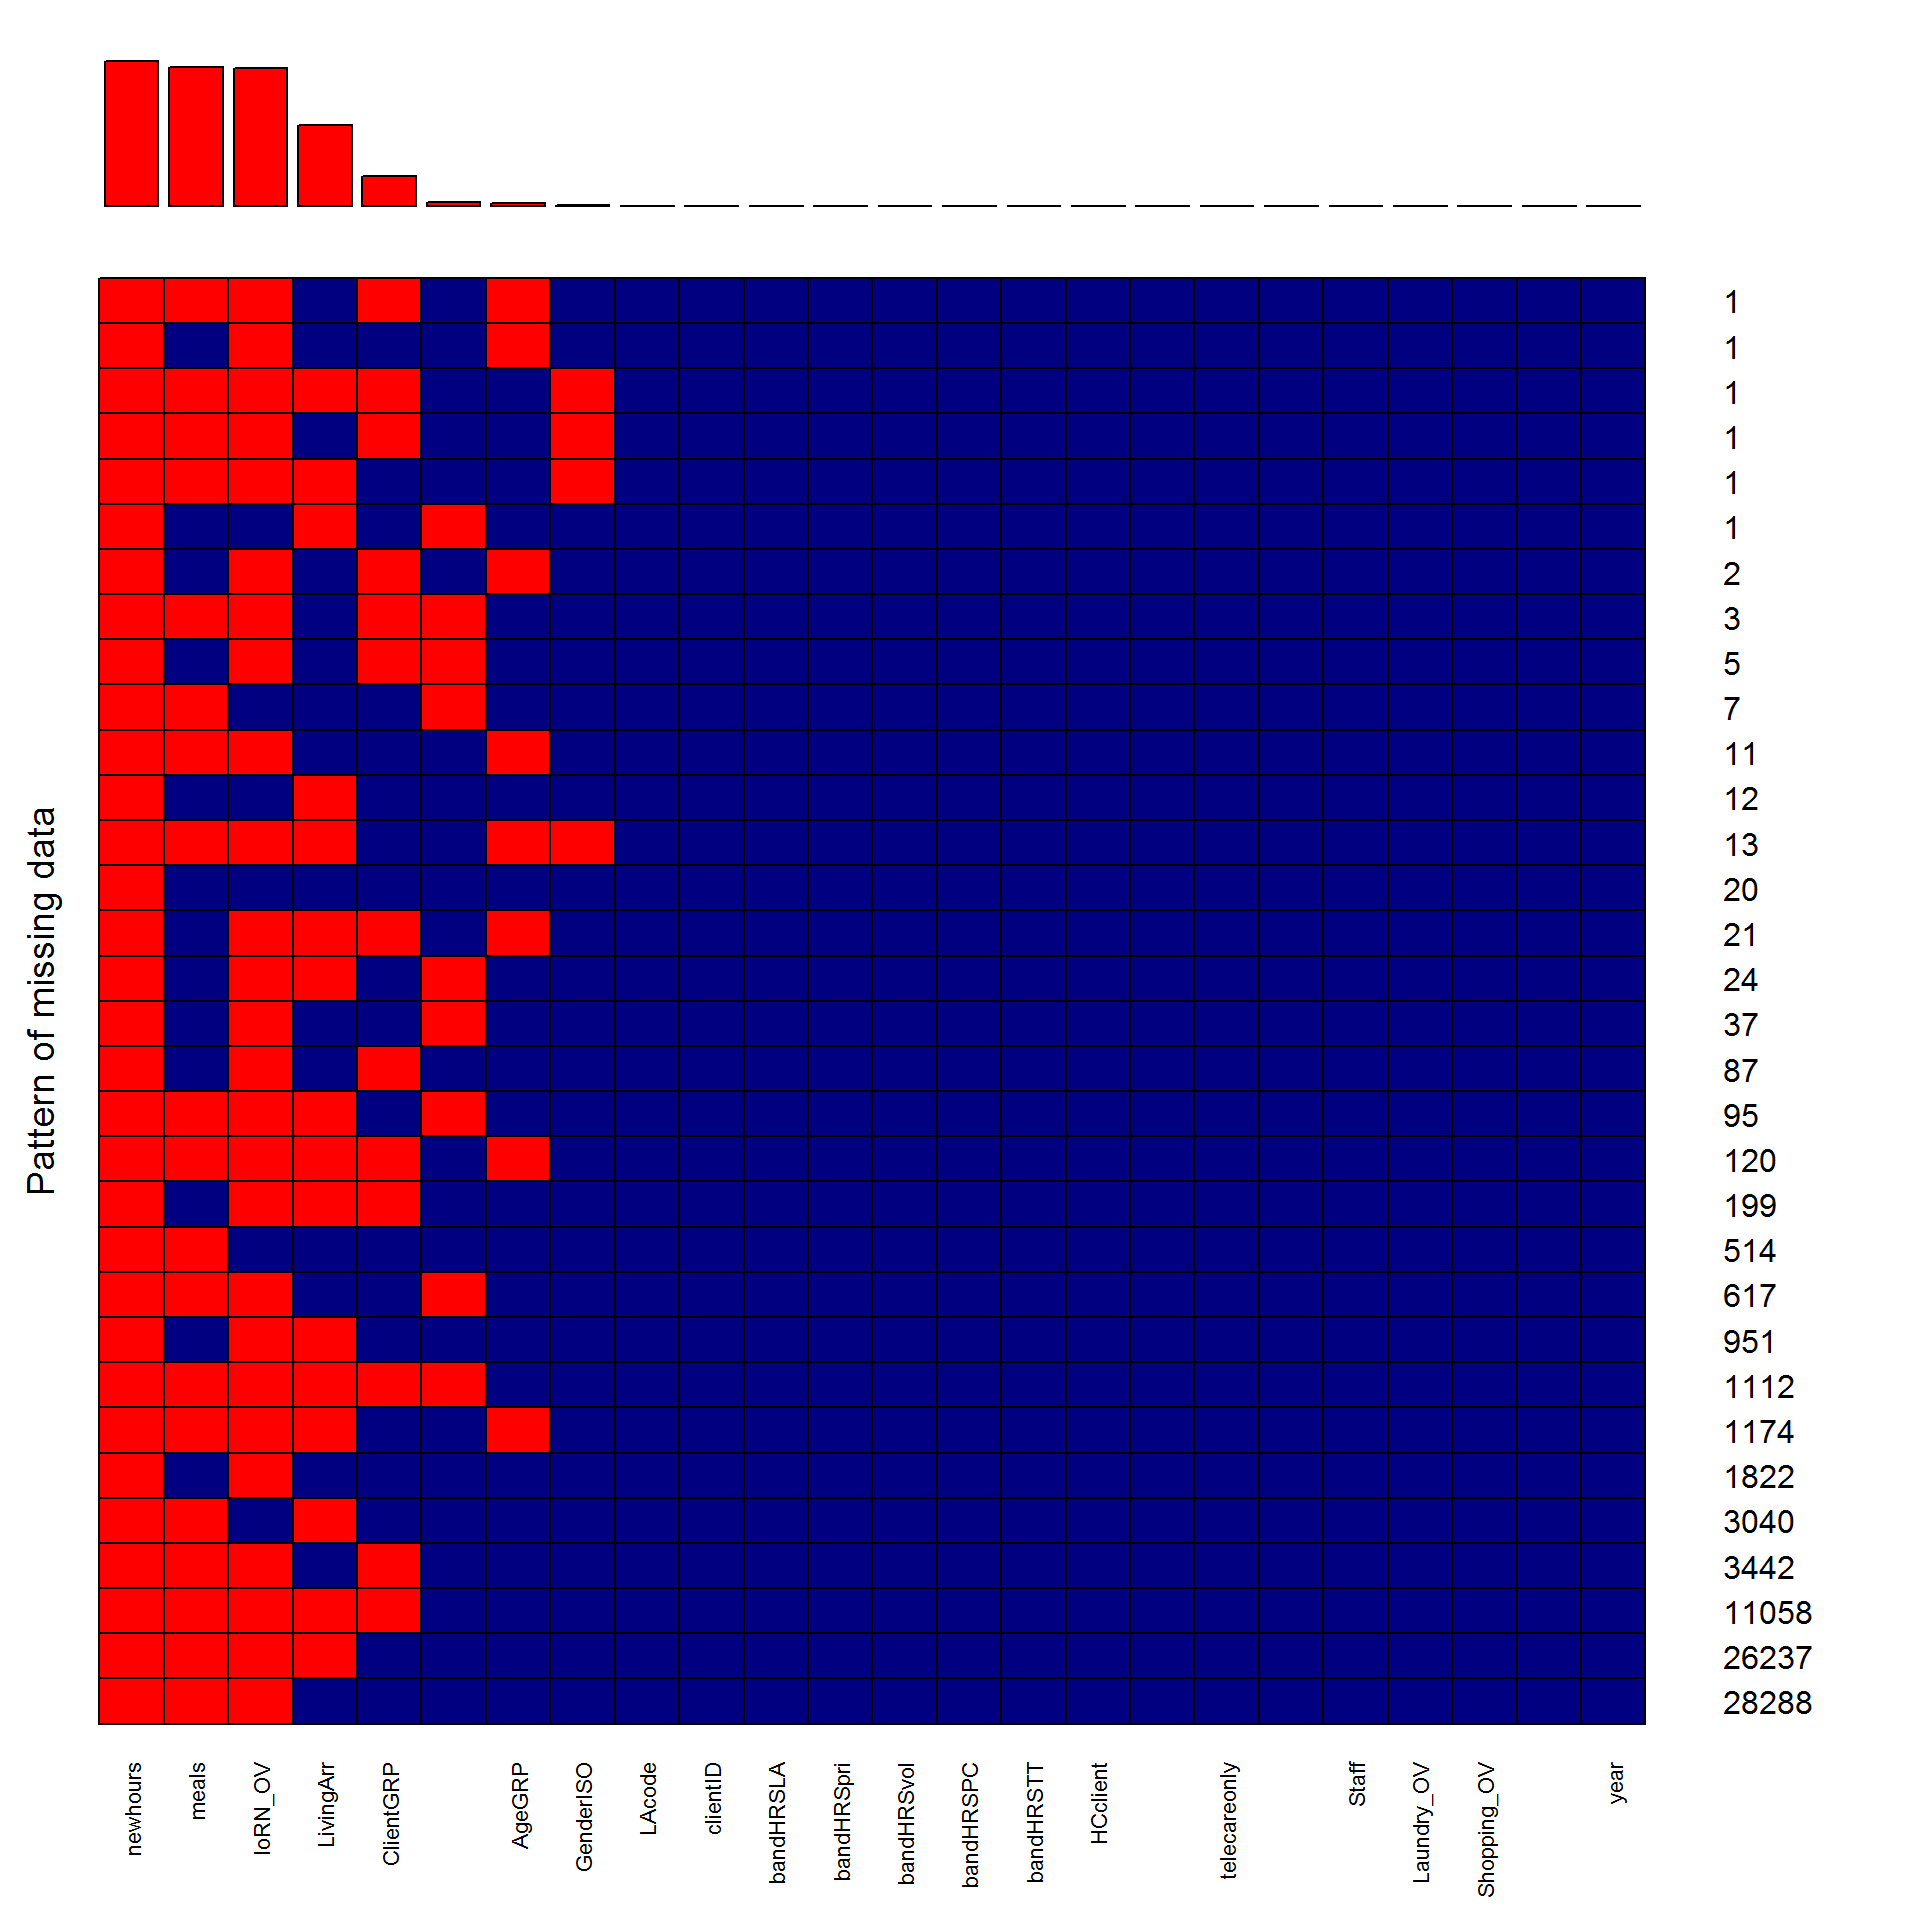 1
1
1
1
1
1
2
3
5
7
11
12
13
20
21
24
37
87
95
120
199
514
617
951
1112
1174
1822
3040
3442
11058
26237
28288
Pattern of missing data
newhours
meals
IoRN_OV
LivingArr
ClientGRP
AgeGRP
GenderISO
LAcode
clientID
bandHRSLA
bandHRSpri
bandHRSvol
bandHRSPC
bandHRSTT
HCclient
telecareonly
Staff
Laundry_OV
Shopping_OV
year